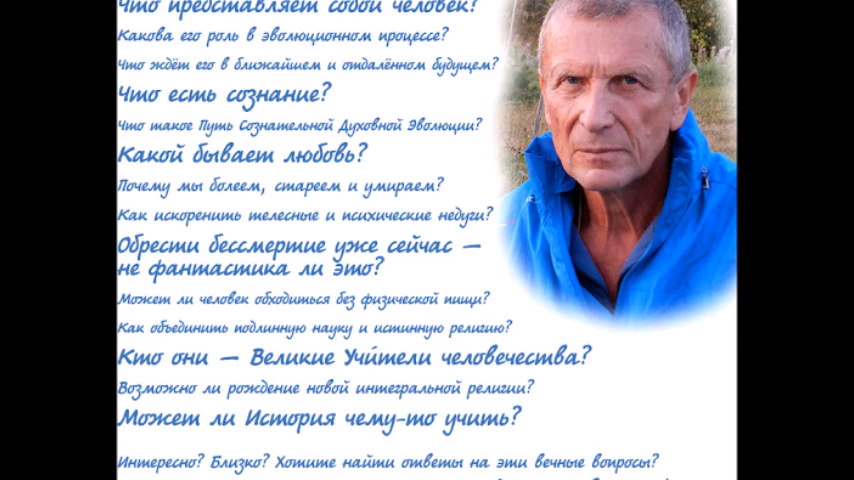 Что представляет собой человек?
Какова его роль в эволюционном процессе?
Что ждёт его в ближайшем и отдалённом будущем?
Что есть сознание?
Что такое Путь Сознательной Духовной Эволюции?
Какой бывает любовь?
Почему мы болеем, стареем и умираем?
Как искоренить телесные и психические недуги?
Обрести бессмертие уже сейчас —
не фантастика ли это?
Может ли человек обходиться без физической пищи?
Как объединить подлинную науку и истинную религию?
Кто они — Великие Учи́тели человечества?
Возможно ли рождение новой интегральной религии?
Может ли История чему-то учить?
Интересно? Близко? Хотите найти ответы на эти вечные вопросы?